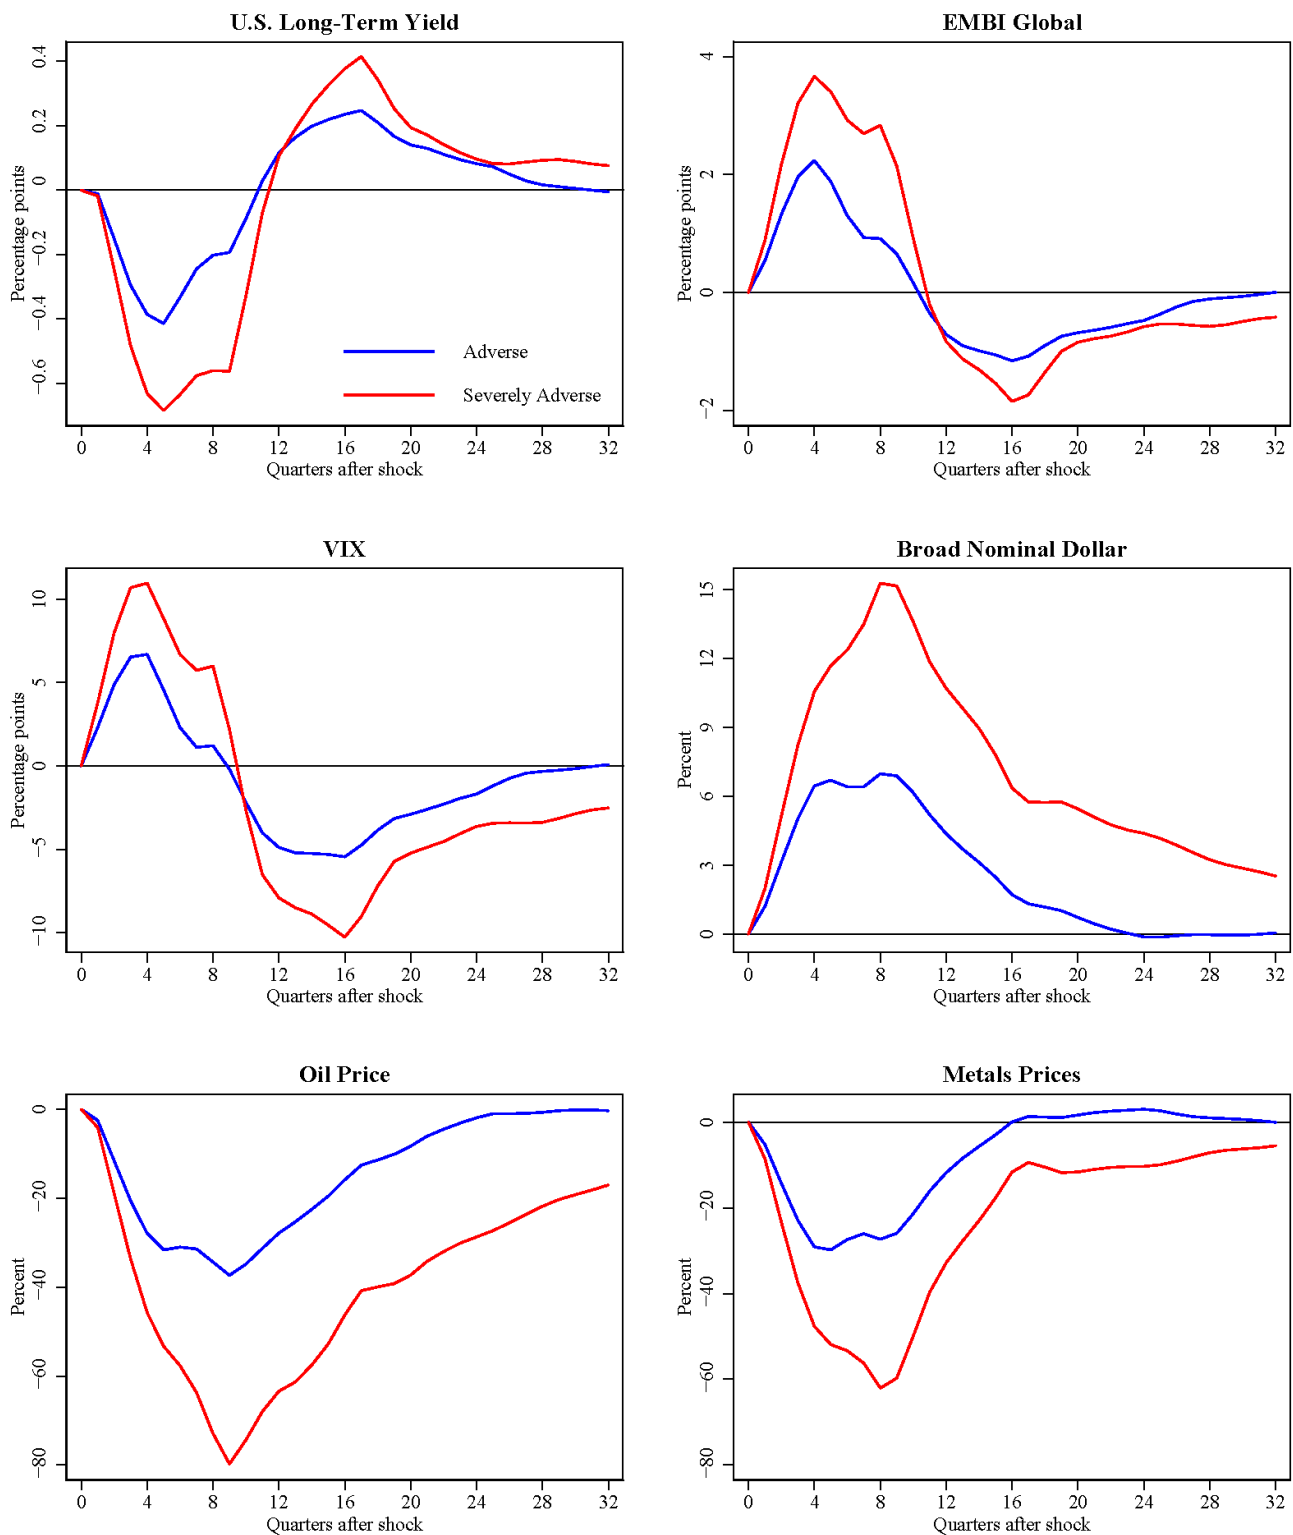 U.S. Long-Term Yield
Percentage points
0.4
0.2
0
−0.2
−0.4
−0.6
Adverse
Severely Adverse
0 4 8 12 16 20 24 28 32
Quarters after shock
EMBI Global
Percentage points
4
2
0
−2
0 4 8 12 16 20 24 28 32
Quarters after shock
VIX
Percentage points
10
5
0
−5
−10
0 4 8 12 16 20 24 28 32
Quarters after shock
Broad Nominal Dollar
Percent
15
12
9
6
3
0
0 4 8 12 16 20 24 28 32
Quarters after shock
Oil Price
Percent
0
−20
−40
−60
−80
0 4 8 12 16 20 24 28 32
Quarters after shock
Metals Prices
Percent
0
−20
−40
−60
−80
0 4 8 12 16 20 24 28 32
Quarters after shock